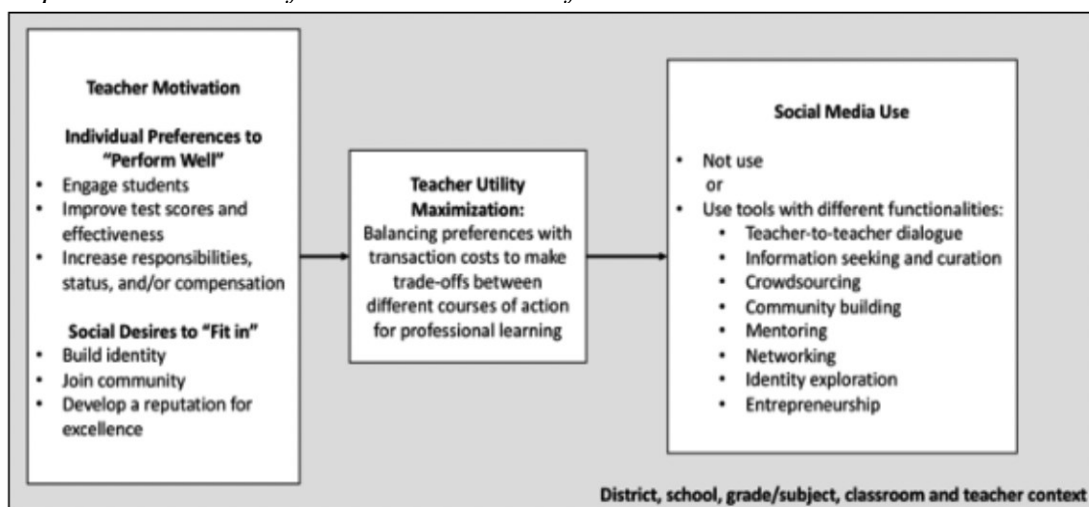 Teacher Motivation
Individual Preferences to
“Perform Well”
• Engage students
• Improve test scores and
effectiveness
• Increase responsibilities,
status, and/or compensation
Social Desires to “Fit in”
• Build identity
• Join community
• Develop a reputation for
excellence
Teacher Utility
Maximization:
Balancing preferences with
transaction costs to make
trade-offs between
different courses of action
for professional learning
Social Media Use
• Not use
or
• Use tools with different functionalities:
• Teacher-to-teacher dialogue
• Information seeking and curation
• Crowdsourcing
• Community building
• Mentoring
• Networking
• Identity exploration
• Entrepreneurship
District, school, grade/subject, classroom and teacher context